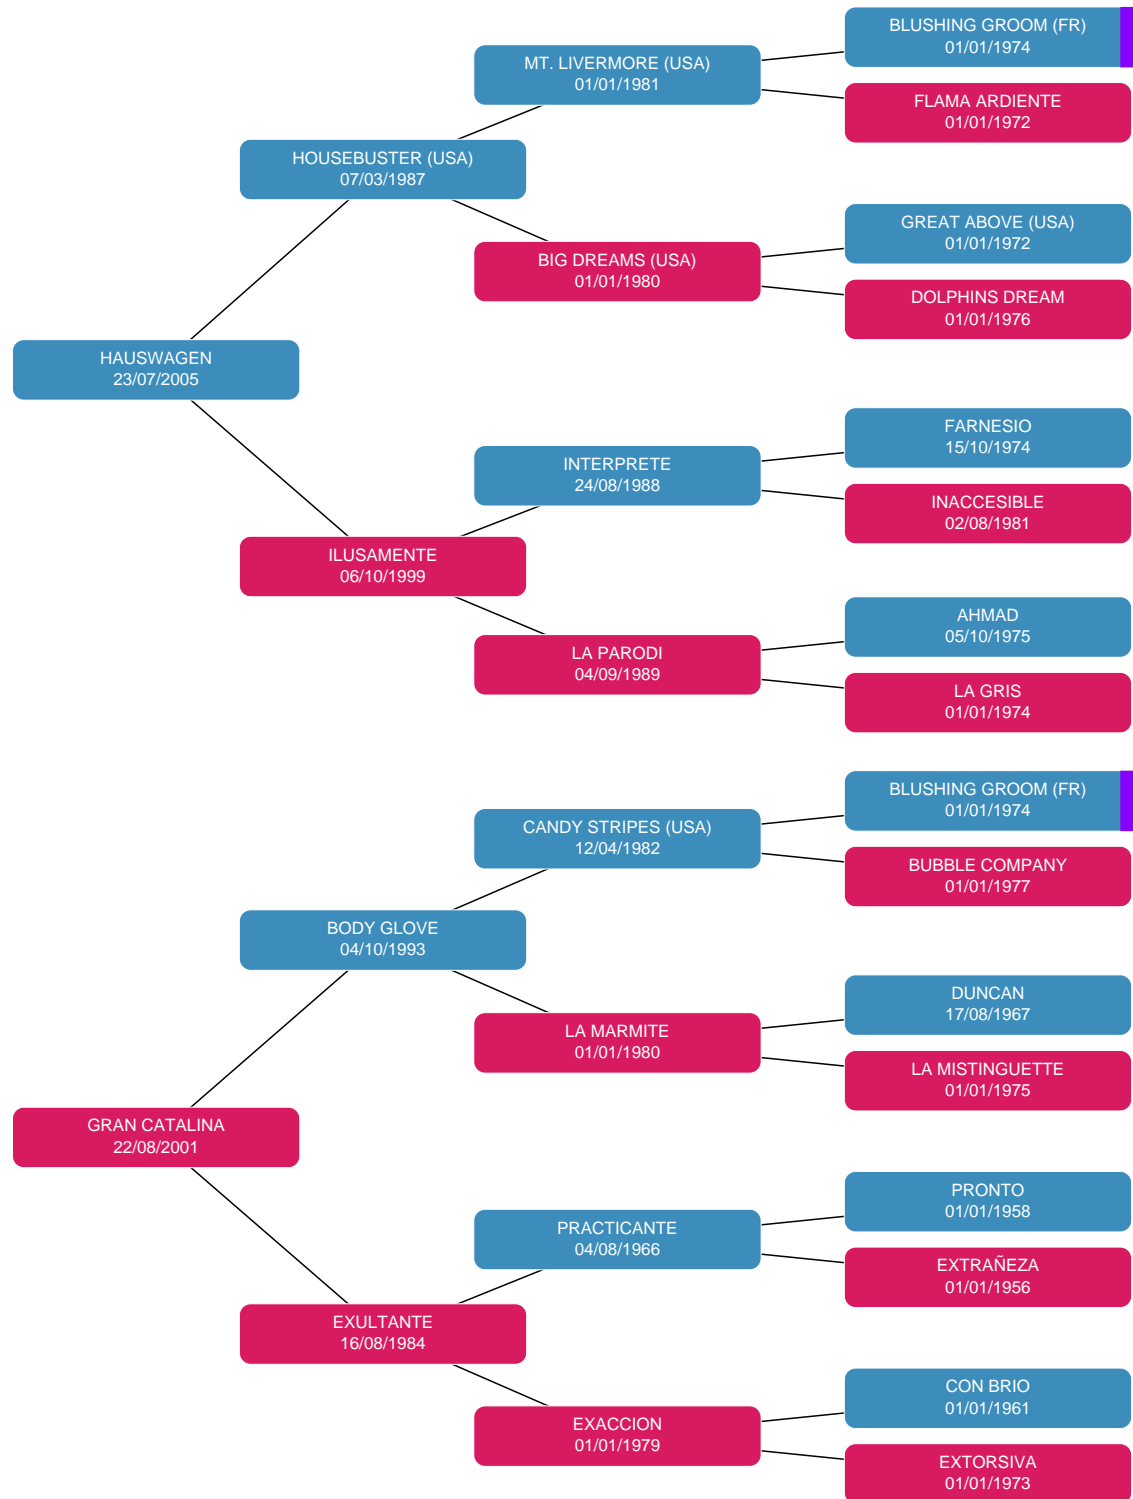 BLUSHING GROOM (FR)
01/01/1974
MT. LIVERMORE (USA)
01/01/1981
FLAMA ARDIENTE
01/01/1972
HOUSEBUSTER (USA)
07/03/1987
GREAT ABOVE (USA)
01/01/1972
BIG DREAMS (USA)
01/01/1980
DOLPHINS DREAM
01/01/1976
HAUSWAGEN
23/07/2005
FARNESIO
15/10/1974
INTERPRETE
24/08/1988
INACCESIBLE
02/08/1981
ILUSAMENTE
06/10/1999
AHMAD
05/10/1975
LA PARODI
04/09/1989
LA GRIS
01/01/1974
BLUSHING GROOM (FR)
01/01/1974
CANDY STRIPES (USA)
12/04/1982
BUBBLE COMPANY
01/01/1977
BODY GLOVE
04/10/1993
DUNCAN
17/08/1967
LA MARMITE
01/01/1980
LA MISTINGUETTE
01/01/1975
GRAN CATALINA
22/08/2001
PRONTO
01/01/1958
PRACTICANTE
04/08/1966
EXTRAÑEZA
01/01/1956
EXULTANTE
16/08/1984
CON BRIO
01/01/1961
EXACCION
01/01/1979
EXTORSIVA
01/01/1973